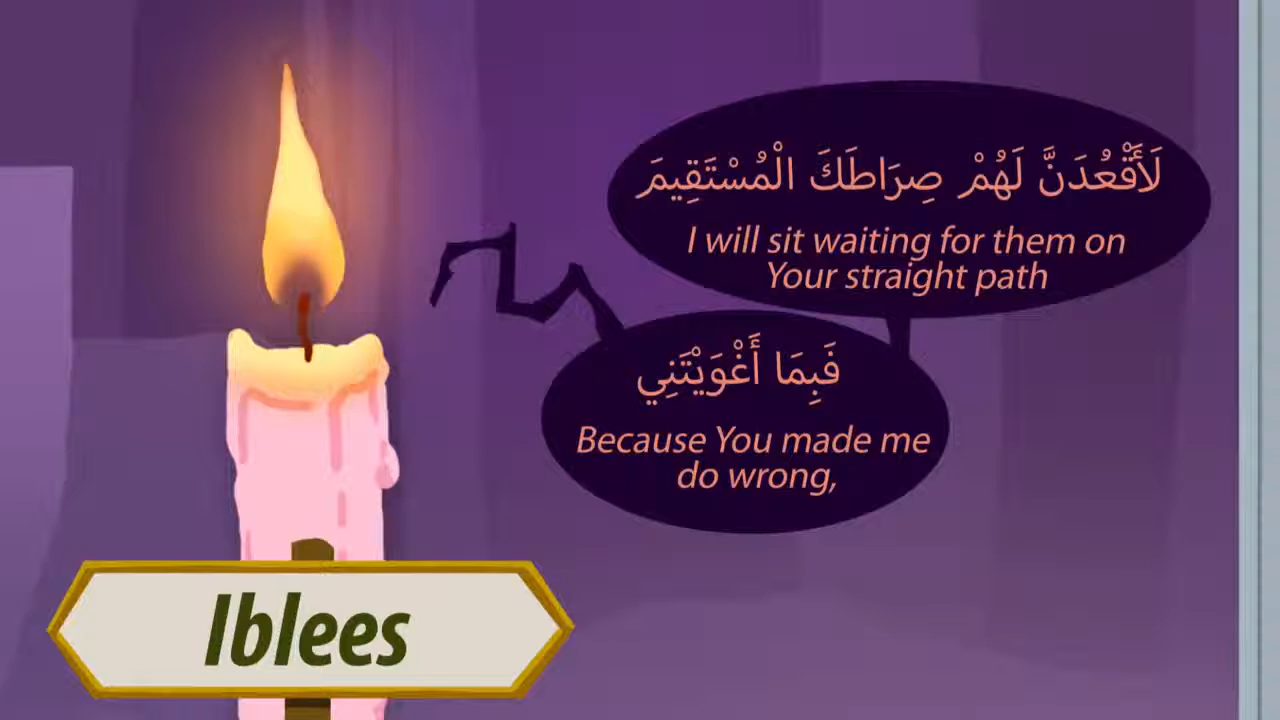 لَأَقْعُدَنَّ لَهُمْ صِرَاطَكَ الْمُسْتَقِيمَ
I will sit waiting for them on
Your straight path
فَبِمَا أَغْوَيْتَنِي
Because You made me
do wrong,
Iblees